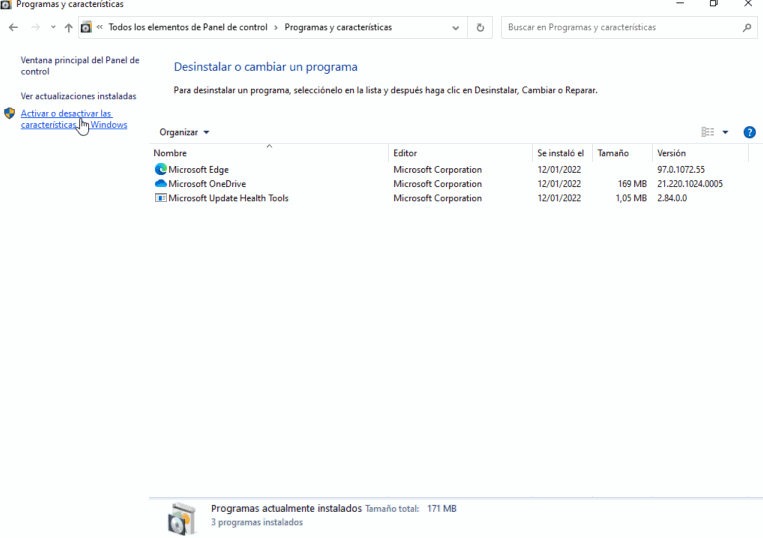 Programas y características
« Todos los elementos de Panel de control › Programas y características
Buscar en Programas y características
Ventana principal del Panel de
control
Ver actualizaciones instaladas
Activar o desactivar las
características Windows
Desinstalar o cambiar un programa
Para desinstalar un programa, selecciónelo en la lista y después haga clic en Desinstalar, Cambiar o Reparar.
Organizar
?
Nombre Editor Se instaló el Tamaño Versión
Microsoft Edge Microsoft Corporation 12/01/2022 97.0.1072.55
Microsoft OneDrive Microsoft Corporation 12/01/2022 169 MB 21.220.1024.0005
Microsoft Update Health Tools Microsoft Corporation 12/01/2022 1,05 MB 2.84.0.0
Programas actualmente instalados Tamaño total: 171 MB
3 programas instalados